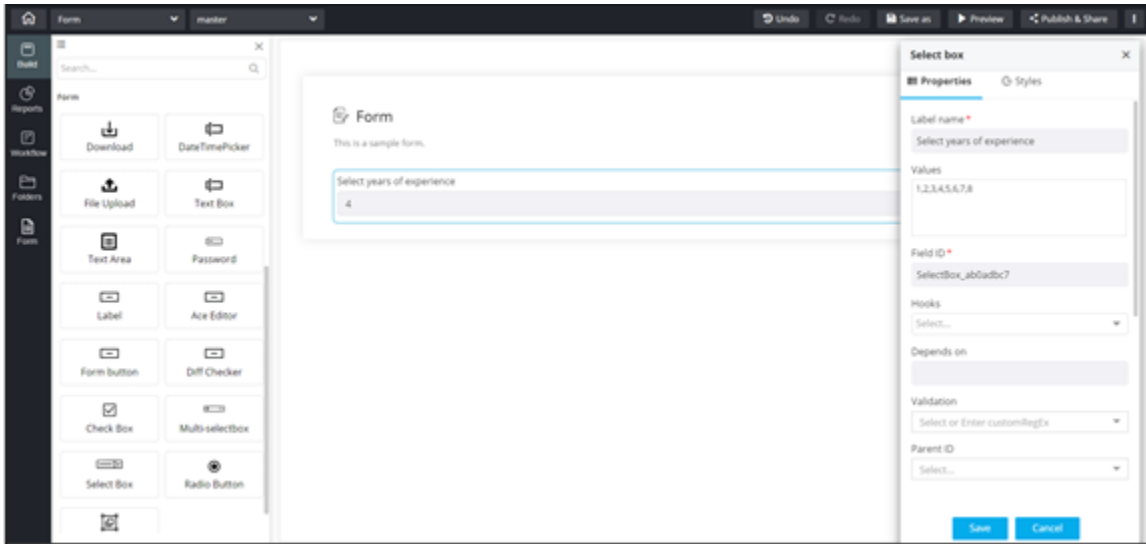 Form
master
Undo
Redo
Save as
Preview
Publish & Share
Build
Reports
Workflow
Folders
Form
Search...
Form
Download
DateTimePicker
File Upload
Text Box
Text Area
Password
Label
Ace Editor
Form button
Diff Checker
Check Box
Multi-selectbox
Select Box
Radio Button
Form
This is a sample form.
Select years of experience
4
Select box
Properties
Styles
Label name *
Select years of experience
Values
1,2,3,4,5,6,7,8
Field ID *
SelectBox_ab0adbc7
Hooks
Select...
Depends on
Validation
Select or Enter customRegEx
Parent ID
Select...
Save
Cancel